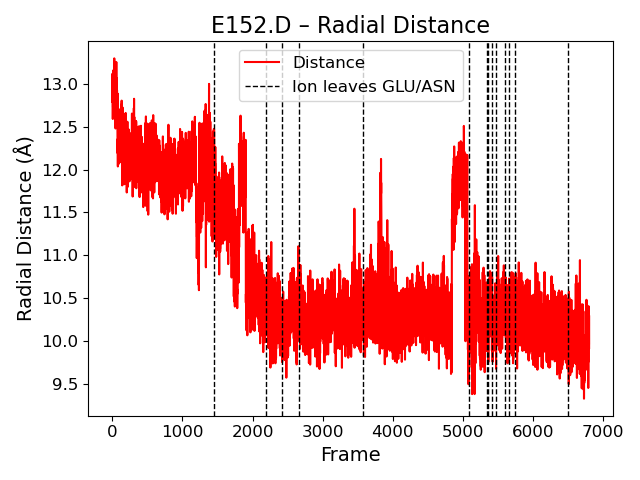 E152.D – Radial Distance
Distance
Ion leaves GLU/ASN
Radial Distance (Å)
13.0
12.5
12.0
11.5
11.0
10.5
10.0
9.5
0 1000 2000 3000 4000 5000 6000 7000
Frame